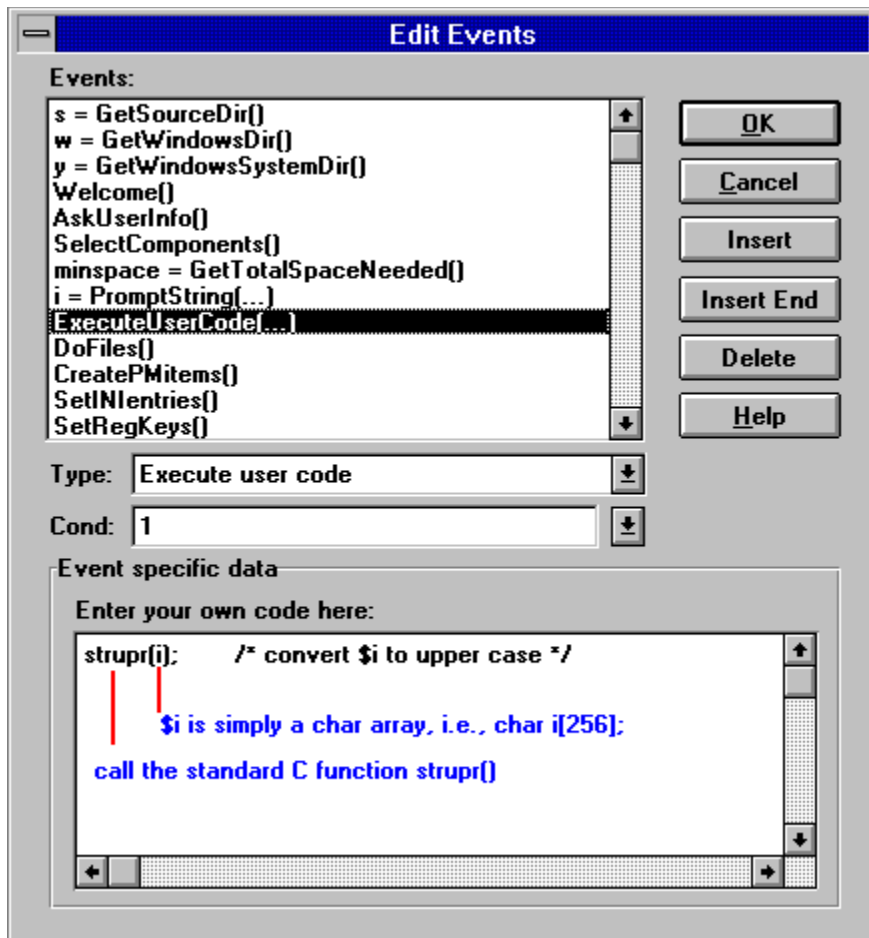 Edit Events
Events:
s = GetSourceDir()
w = GetWindowsDir()
y = GetWindowsSystemDir()
Welcome()
AskUserInfo()
SelectComponents()
minspace = GetTotalSpaceNeeded()
i = PromptString(...)
ExecuteUserCode(...)
DoFiles()
CreatePMitems()
SetINIentries()
SetRegKeys()
OK
Cancel
Insert
Insert End
Delete
Help
Type: Execute user code
Cond: 1
Event specific data
Enter your own code here:
strupr(i); /* convert $i to upper case */
$i is simply a char array, i.e., char i[256];
call the standard C function strupr()